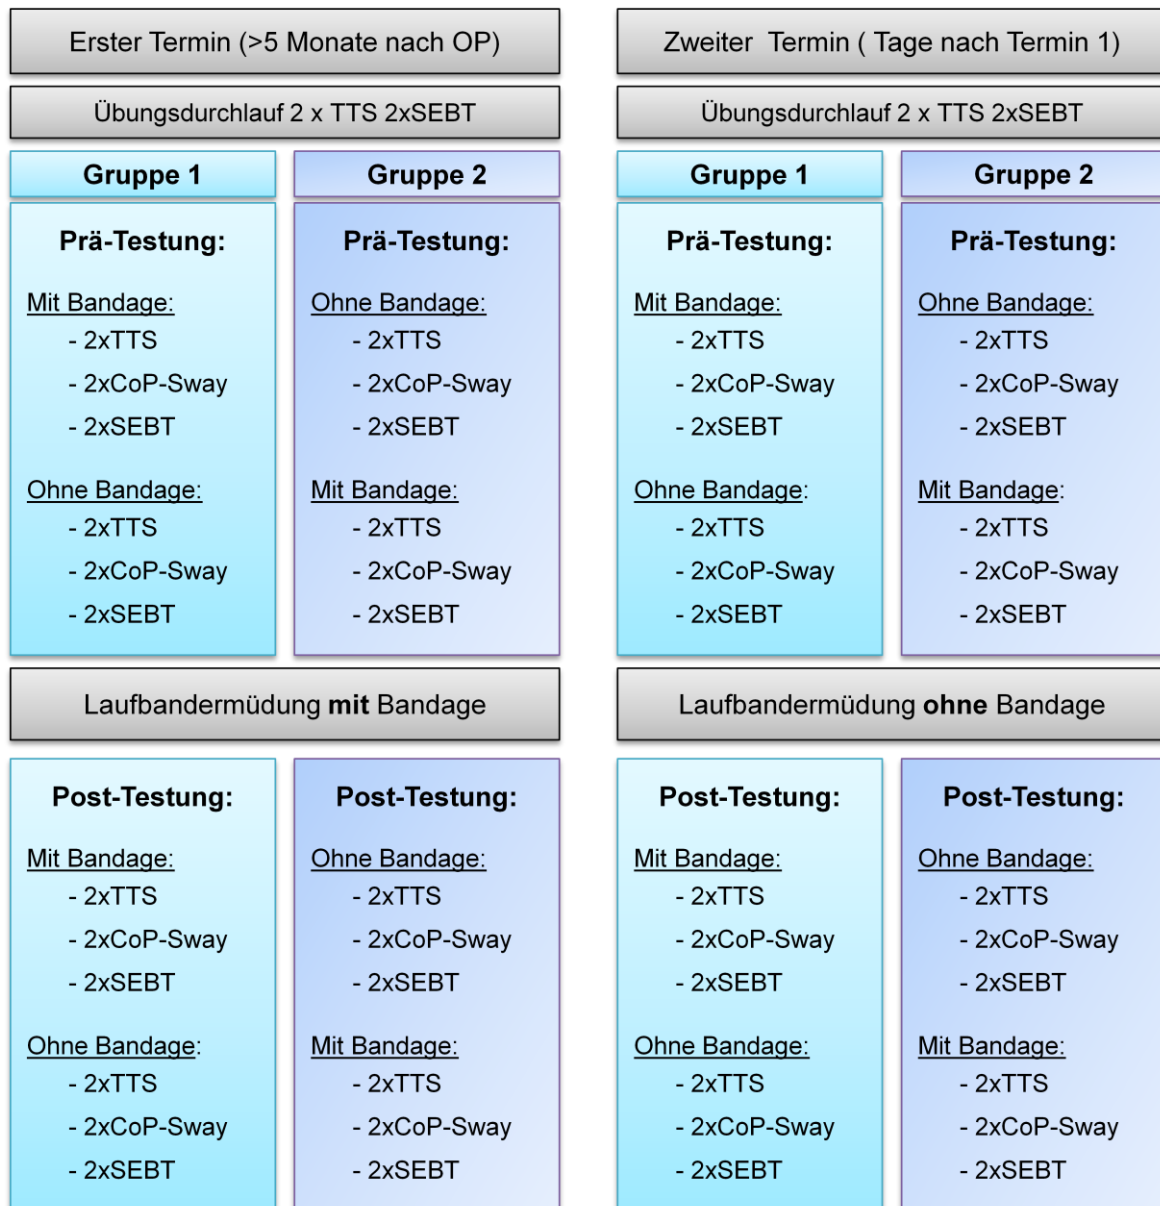 Erster Termin (>5 Monate nach OP)
Übungsdurchlauf 2 x TTS 2xSEBT
Gruppe 1
Prä-Testung:
Mit Bandage:
- 2xTTS
- 2xCoP-Sway
- 2xSEBT
Ohne Bandage:
- 2xTTS
- 2xCoP-Sway
- 2xSEBT
Gruppe 2
Prä-Testung:
Ohne Bandage:
- 2xTTS
- 2xCoP-Sway
- 2xSEBT
Mit Bandage:
- 2xTTS
- 2xCoP-Sway
- 2xSEBT
Laufbandermüdung mit Bandage
Post-Testung:
Mit Bandage:
- 2xTTS
- 2xCoP-Sway
- 2xSEBT
Ohne Bandage:
- 2xTTS
- 2xCoP-Sway
- 2xSEBT
Post-Testung:
Ohne Bandage:
- 2xTTS
- 2xCoP-Sway
- 2xSEBT
Mit Bandage:
- 2xTTS
- 2xCoP-Sway
- 2xSEBT
Zweiter Termin ( Tage nach Termin 1)
Übungsdurchlauf 2 x TTS 2xSEBT
Gruppe 1
Prä-Testung:
Mit Bandage:
- 2xTTS
- 2xCoP-Sway
- 2xSEBT
Ohne Bandage:
- 2xTTS
- 2xCoP-Sway
- 2xSEBT
Gruppe 2
Prä-Testung:
Ohne Bandage:
- 2xTTS
- 2xCoP-Sway
- 2xSEBT
Mit Bandage:
- 2xTTS
- 2xCoP-Sway
- 2xSEBT
Laufbandermüdung ohne Bandage
Post-Testung:
Mit Bandage:
- 2xTTS
- 2xCoP-Sway
- 2xSEBT
Ohne Bandage:
- 2xTTS
- 2xCoP-Sway
- 2xSEBT
Post-Testung:
Ohne Bandage:
- 2xTTS
- 2xCoP-Sway
- 2xSEBT
Mit Bandage:
- 2xTTS
- 2xCoP-Sway
- 2xSEBT